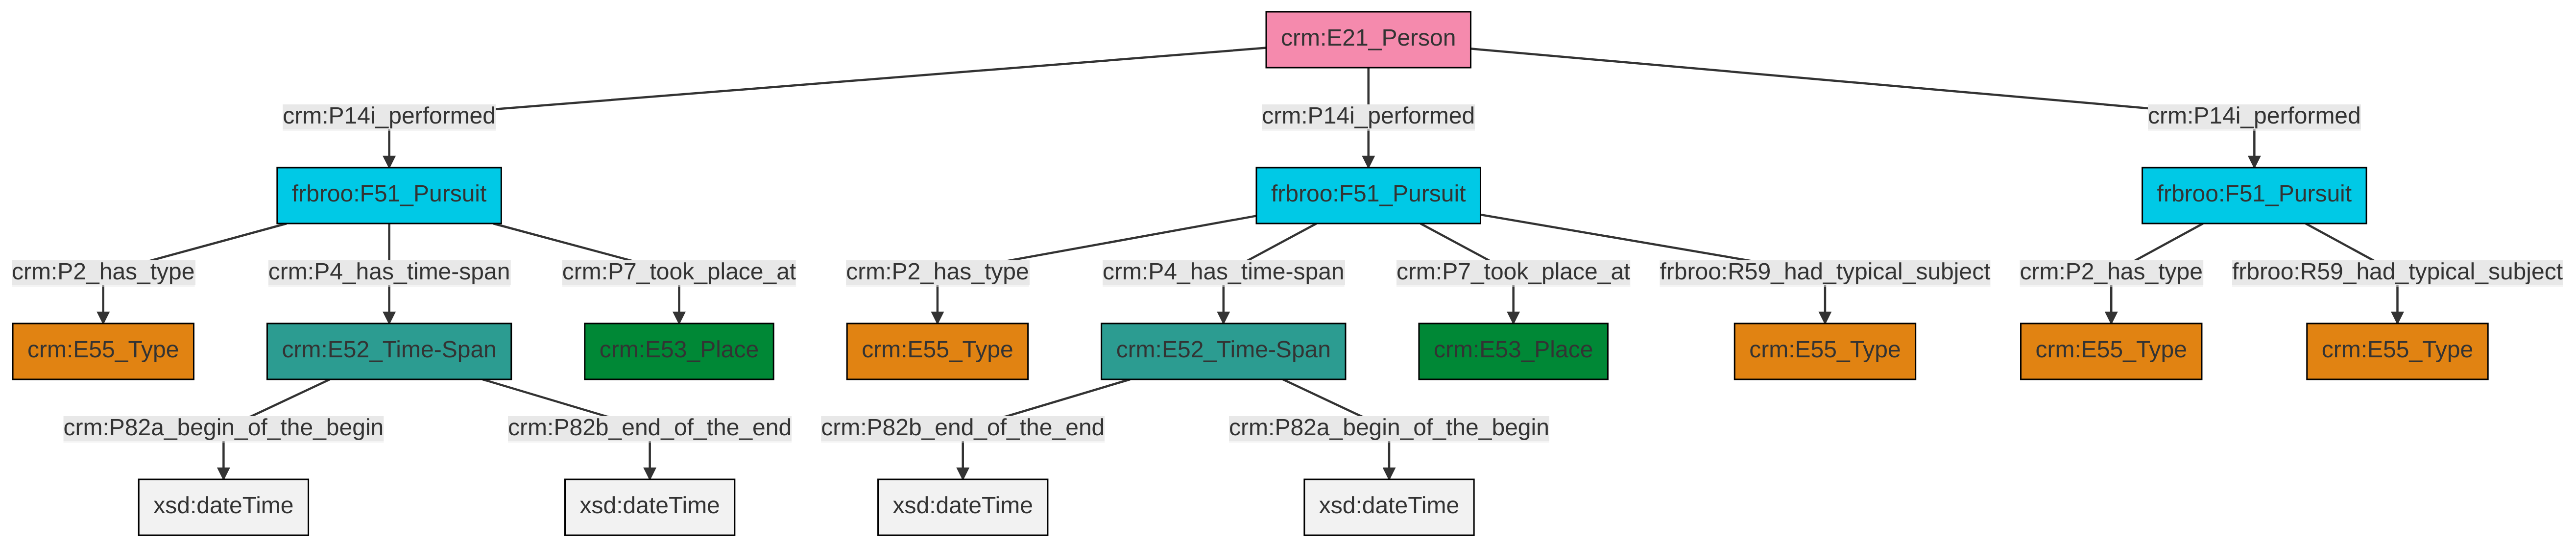 crm:E21_Person
crm:P14i_performed
crm:P14i_performed
crm:P14i_performed
frbroo:F51_Pursuit
frbroo:F51_Pursuit
frbroo:F51_Pursuit
crm:P2_has_type
crm:P4_has_time-span
crm:P7_took_place_at
crm:P2_has_type
crm:P4_has_time-span
crm:P7_took_place_at
frbroo:R59_had_typical_subject
crm:P2_has_type
frbroo:R59_had_typical_subject
crm:E55_Type
crm:E52_Time-Span
crm:E53_Place
crm:E55_Type
crm:E52_Time-Span
crm:E53_Place
crm:E55_Type
crm:E55_Type
crm:E55_Type
crm:P82a_begin_of_the_begin
crm:P82b_end_of_the_end
crm:P82b_end_of_the_end
crm:P82a_begin_of_the_begin
xsd:dateTime
xsd:dateTime
xsd:dateTime
xsd:dateTime